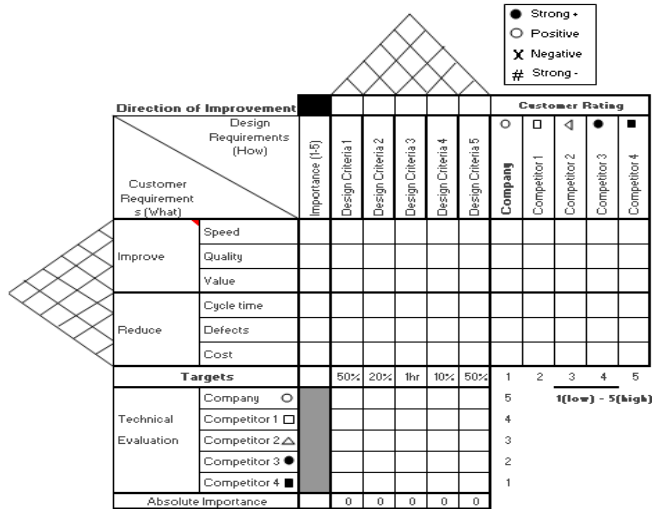 Strong +
Positive
X Negative
# Strong -
Direction of Improvement
Customer Rating
Design
Requirements
(How)
Customer
Requirement
s (What)
Importance (1-5)
Design Criteria 1
Design Criteria 2
Design Criteria 3
Design Criteria 4
Design Criteria 5
Company
Competitor 1
Competitor 2
Competitor 3
Competitor 4
Improve
Speed
Quality
Value
Reduce
Cycle time
Defects
Cost
Targets 50% 20% 1hr 10% 50% 1 2 3 4 5
Company 5 1(low) - 5(high)
Technical Competitor 1 4
Evaluation Competitor 2 3
Competitor 3 2
Competitor 4 1
Absolute Importance 0 0 0 0 0